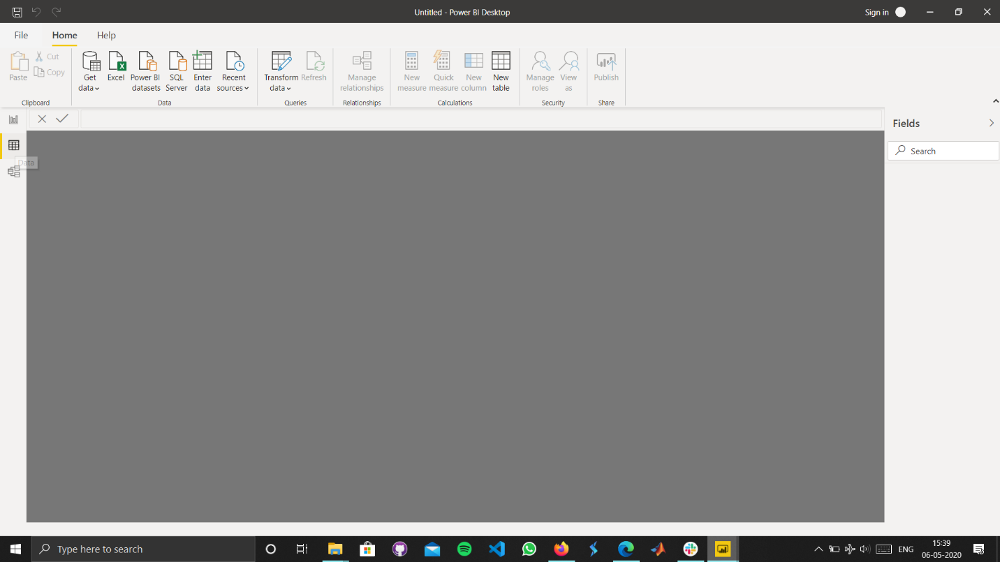 Untitled - Power BI Desktop
Sign in
File Home Help
Paste
Cut
Copy
Clipboard
Get data
Excel
Power BI datasets
SQL Server
Enter data
Recent sources
Data
Transform data
Refresh
Queries
Manage relationships
Relationships
New measure
Quick measure
New column
New table
Calculations
Manage roles
View as
Security
Publish
Share
Fields
Search
Data
Type here to search
ENG
15:39
06-05-2020